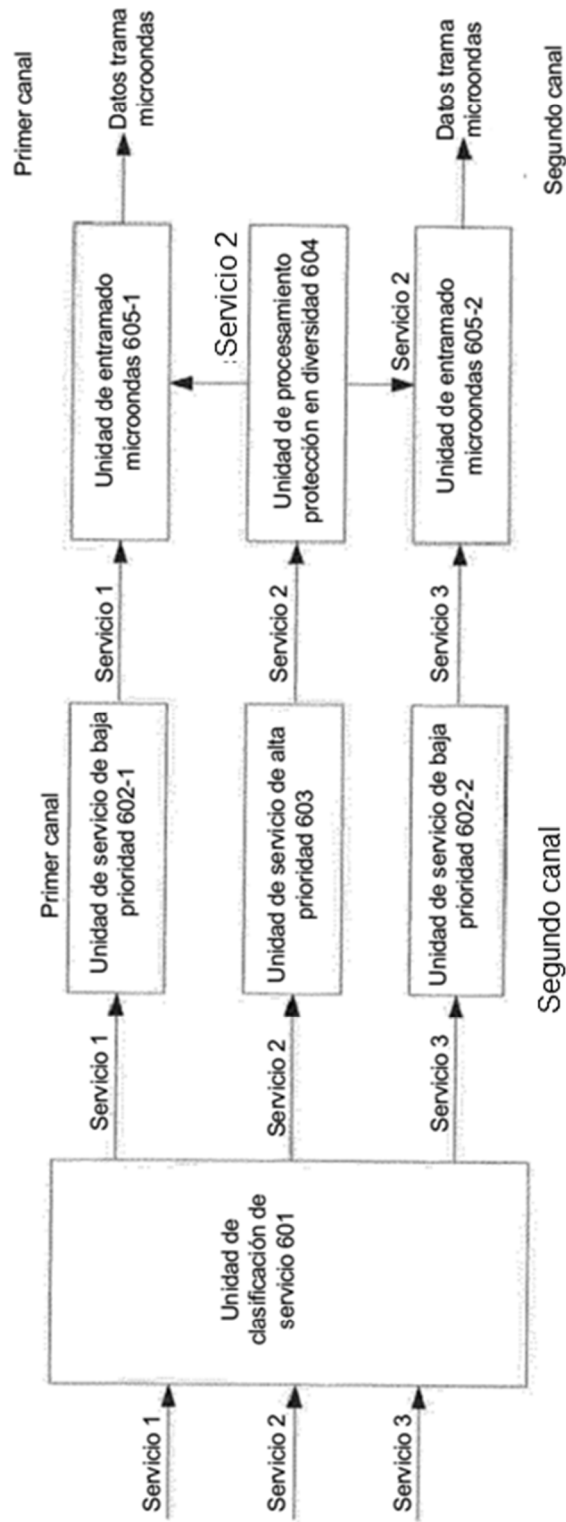 Servicio 1
Servicio 2
Servicio 3
Unidad de
clasificación de
servicio 601
Servicio 1
Servicio 2
Servicio 3
Primer canal
Unidad de servicio de baja
prioridad 602-1
Unidad de servicio de alta
prioridad 603
Unidad de servicio de baja
prioridad 602-2
Segundo canal
Servicio 1
Servicio 2
Servicio 3
Unidad de entramado
microondas 605-1
:Servicio 2
Unidad de procesamiento
protección en diversidad 604
Servicio 2
Unidad de entramado
microondas 605-2
Primer canal
Datos trama
microondas
Datos trama
microondas
Segundo canal